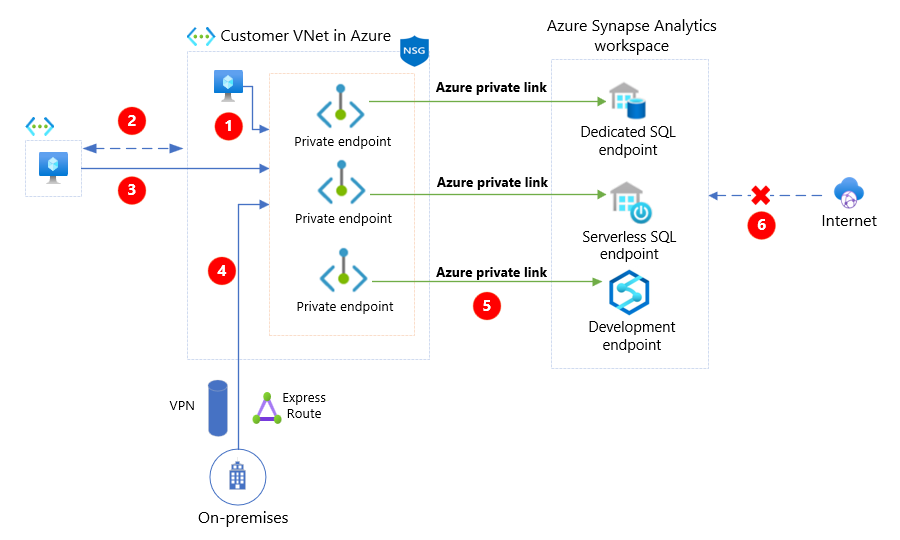 Customer VNet in Azure
NSG
Azure Synapse Analytics
workspace
1
2
3
Private endpoint
Azure private link
Dedicated SQL
endpoint
Private endpoint
Azure private link
Serverless SQL
endpoint
6
Internet
4
Private endpoint
Azure private link
5
Development
endpoint
VPN
Express
Route
On-premises